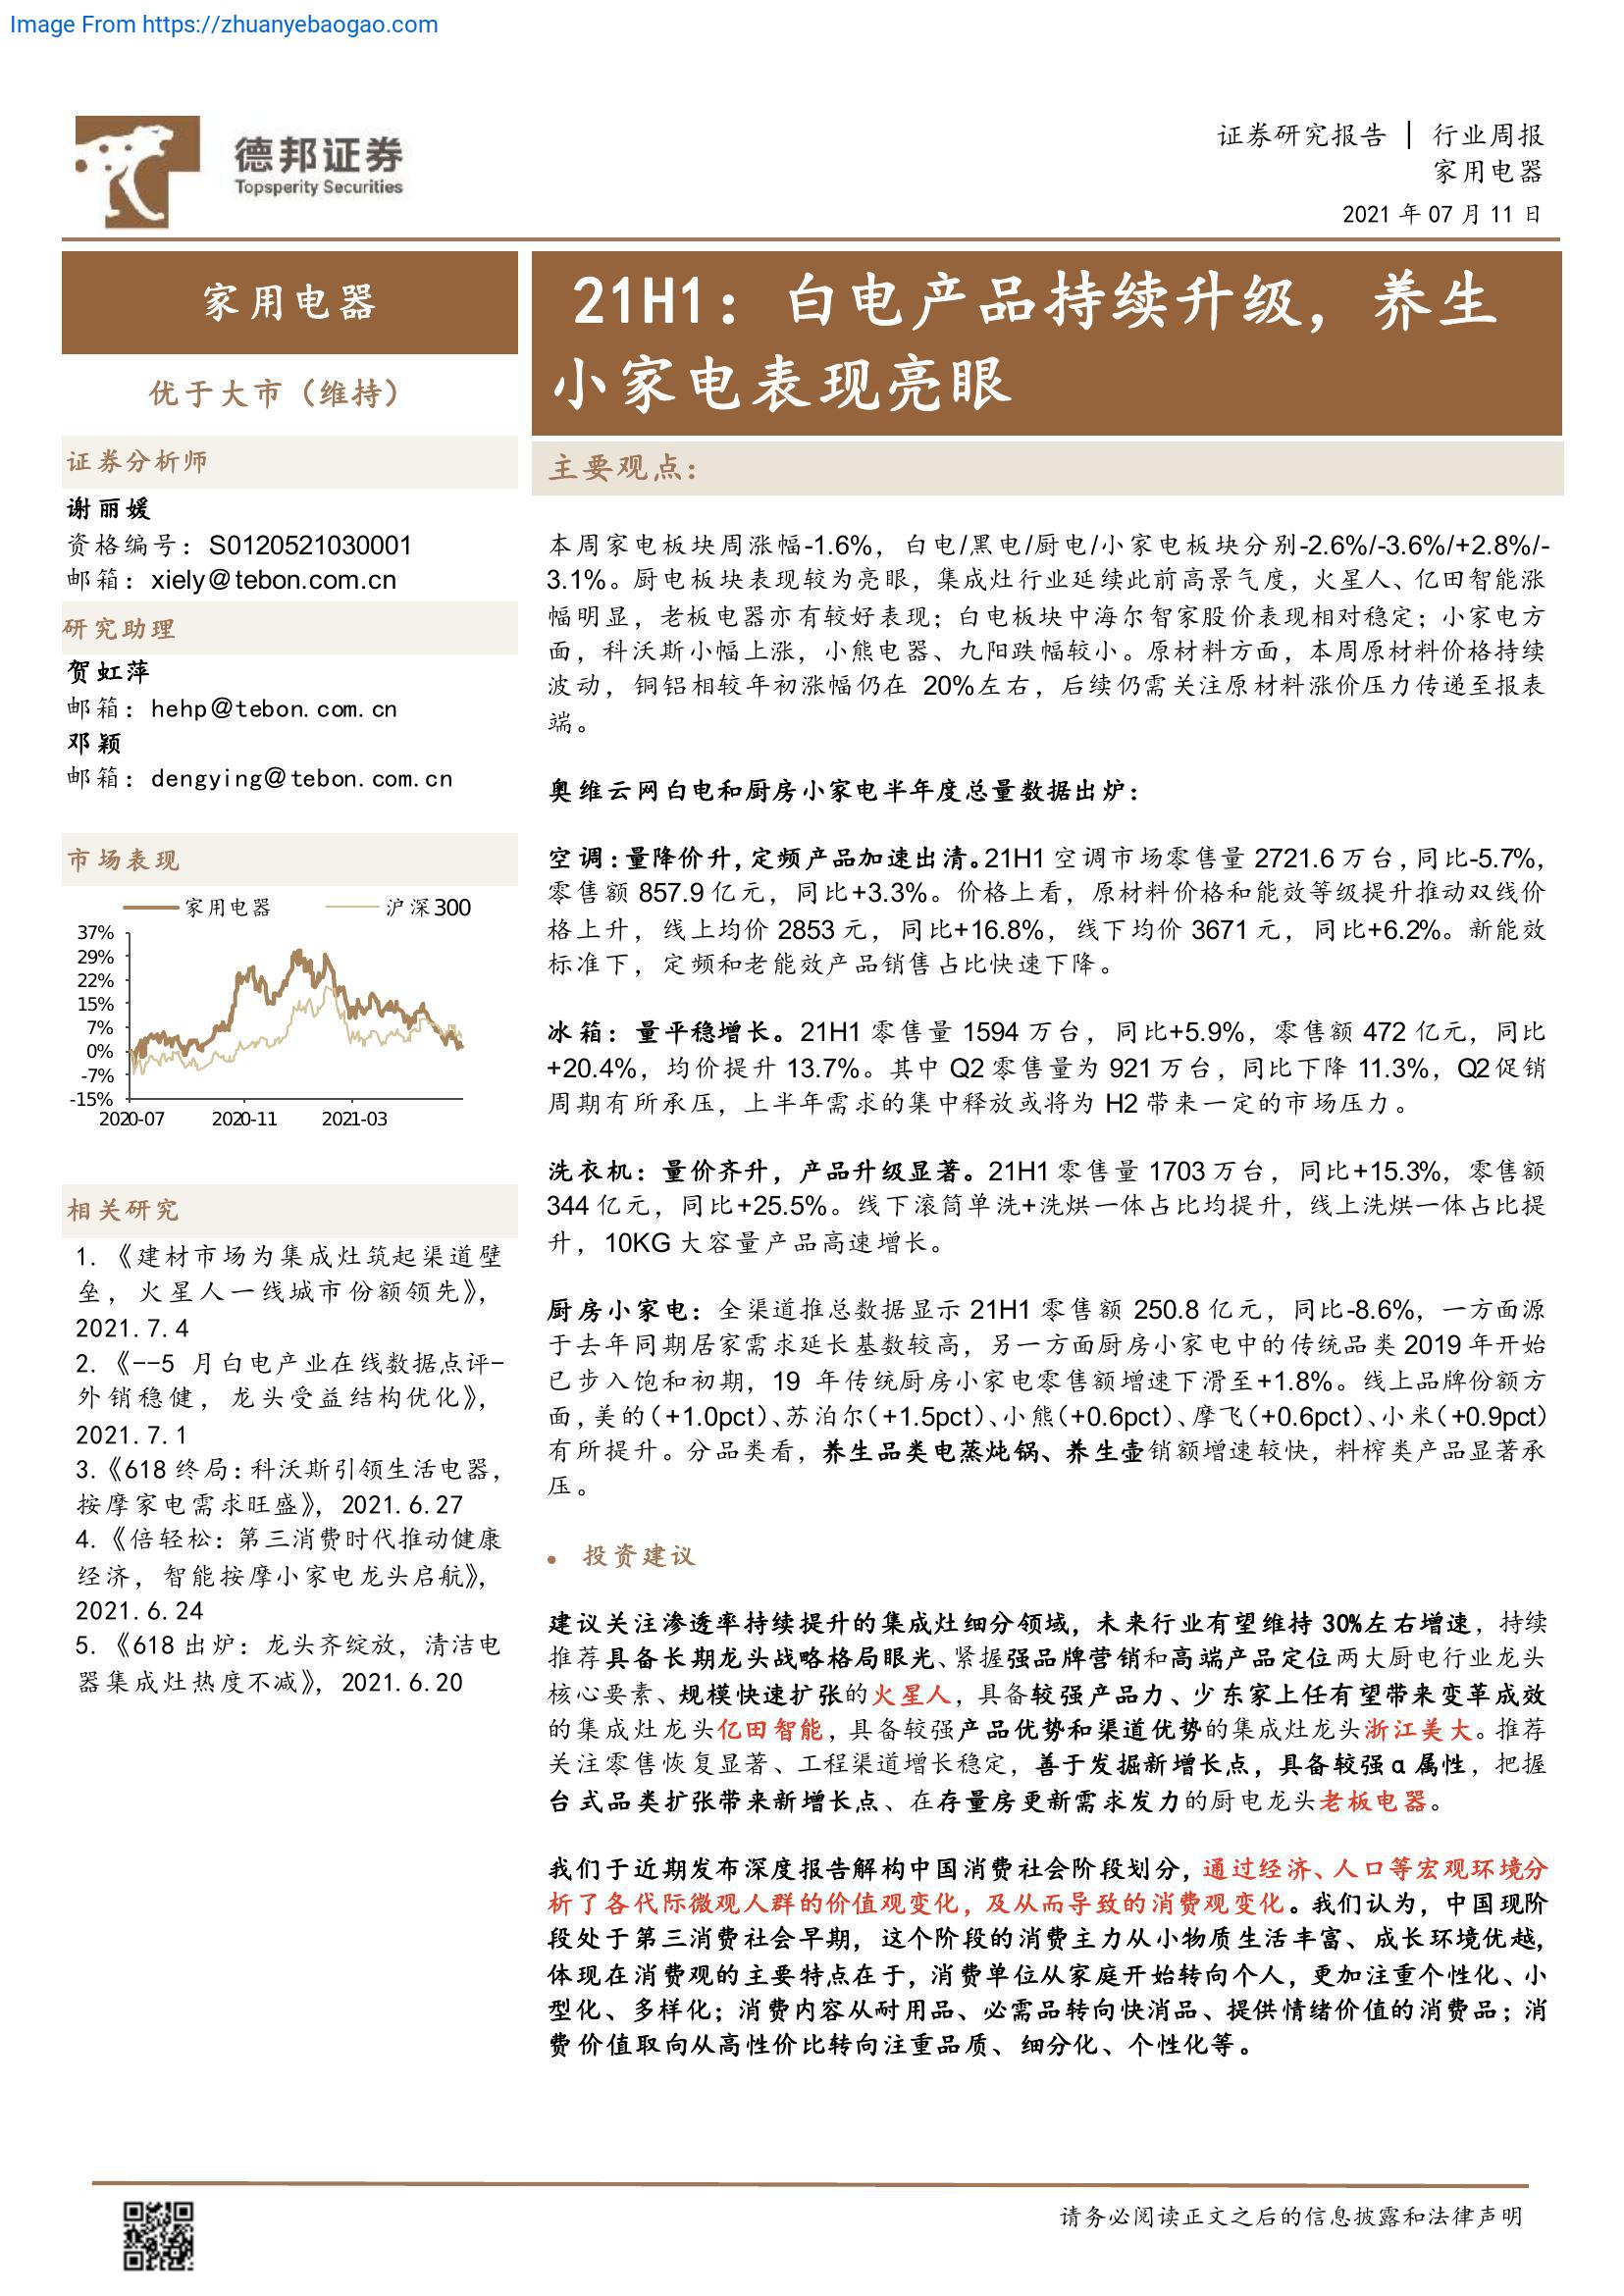 Image From https://zhuanyebaogao.com
德邦证券
Topsperity Securities
证券研究报告 | 行业周报
家用电器
2021 年 07 月 11 日
家用电器
优于大市（维持）
证券分析师
谢丽媛
资格编号：S0120521030001
邮箱：xiely@tebon.com.cn
研究助理
贺虹萍
邮箱：hehp@tebon.com.cn
邓颖
邮箱：dengying@tebon.com.cn
市场表现
家用电器 沪深300
37%
29%
22%
15%
7%
0%
-7%
-15%
2020-07 2020-11 2021-03
相关研究
1.《建材市场为集成灶筑起渠道壁
垒，火星人一线城市份额领先》，
2021.7.4
2.《--5 月白电产业在线数据点评-
外销稳健，龙头受益结构优化》，
2021.7.1
3.《618 终局：科沃斯引领生活电器，
按摩家电需求旺盛》，2021.6.27
4.《倍轻松：第三消费时代推动健康
经济，智能按摩小家电龙头启航》，
2021.6.24
5.《618 出炉：龙头齐绽放，清洁电
器集成灶热度不减》，2021.6.20
21H1：白电产品持续升级，养生
小家电表现亮眼
主要观点：
本周家电板块周涨幅-1.6%，白电/黑电/厨电/小家电板块分别-2.6%/-3.6%/+2.8%/-
3.1%。厨电板块表现较为亮眼，集成灶行业延续此前高景气度，火星人、亿田智能涨
幅明显，老板电器亦有较好表现；白电板块中海尔智家股价表现相对稳定；小家电方
面，科沃斯小幅上涨，小熊电器、九阳跌幅较小。原材料方面，本周原材料价格持续
波动，铜铝相较年初涨幅仍在 20%左右，后续仍需关注原材料涨价压力传递至报表
端。
奥维云网白电和厨房小家电半年度总量数据出炉：
空调：量降价升，定频产品加速出清。21H1 空调市场零售量 2721.6 万台，同比-5.7%，
零售额 857.9 亿元，同比+3.3%。价格上看，原材料价格和能效等级提升推动双线价
格上升，线上均价 2853 元，同比+16.8%，线下均价 3671 元，同比+6.2%。新能效
标准下，定频和老能效产品销售占比快速下降。
冰箱：量平稳增长。21H1 零售量 1594 万台，同比+5.9%，零售额 472 亿元，同比
+20.4%，均价提升 13.7%。其中 Q2 零售量为 921 万台，同比下降 11.3%，Q2 促销
周期有所承压，上半年需求的集中释放或将为 H2 带来一定的市场压力。
洗衣机：量价齐升，产品升级显著。21H1 零售量 1703 万台，同比+15.3%，零售额
344 亿元，同比+25.5%。线下滚筒单洗+洗烘一体占比均提升，线上洗烘一体占比提
升，10KG 大容量产品高速增长。
厨房小家电：全渠道推总数据显示 21H1 零售额 250.8 亿元，同比-8.6%，一方面源
于去年同期居家需求延长基数较高，另一方面厨房小家电中的传统品类 2019 年开始
已步入饱和初期，19 年传统厨房小家电零售额增速下滑至+1.8%。线上品牌份额方
面，美的（+1.0pct）、苏泊尔（+1.5pct）、小熊（+0.6pct）、摩飞（+0.6pct）、小米（+0.9pct）
有所提升。分品类看，养生品类电蒸炖锅、养生壶销额增速较快，料榨类产品显著承
压。
• 投资建议
建议关注渗透率持续提升的集成灶细分领域，未来行业有望维持 30%左右增速，持续
推荐具备长期龙头战略格局眼光、紧握强品牌营销和高端产品定位两大厨电行业龙头
核心要素、规模快速扩张的火星人，具备较强产品力、少东家上任有望带来变革成效
的集成灶龙头亿田智能，具备较强产品优势和渠道优势的集成灶龙头浙江美大。推荐
关注零售恢复显著、工程渠道增长稳定，善于发掘新增长点，具备较强 α 属性，把握
台式品类扩张带来新增长点、在存量房更新需求发力的厨电龙头老板电器。
我们于近期发布深度报告解构中国消费社会阶段划分，通过经济、人口等宏观环境分
析了各代际微观人群的价值观变化，及从而导致的消费观变化。我们认为，中国现阶
段处于第三消费社会早期，这个阶段的消费主力从小物质生活丰富、成长环境优越，
体现在消费观的主要特点在于，消费单位从家庭开始转向个人，更加注重个性化、小
型化、多样化；消费内容从耐用品、必需品转向快消品、提供情绪价值的消费品；消
费价值取向从高性价比转向注重品质、细分化、个性化等。
请务必阅读正文之后的信息披露和法律声明